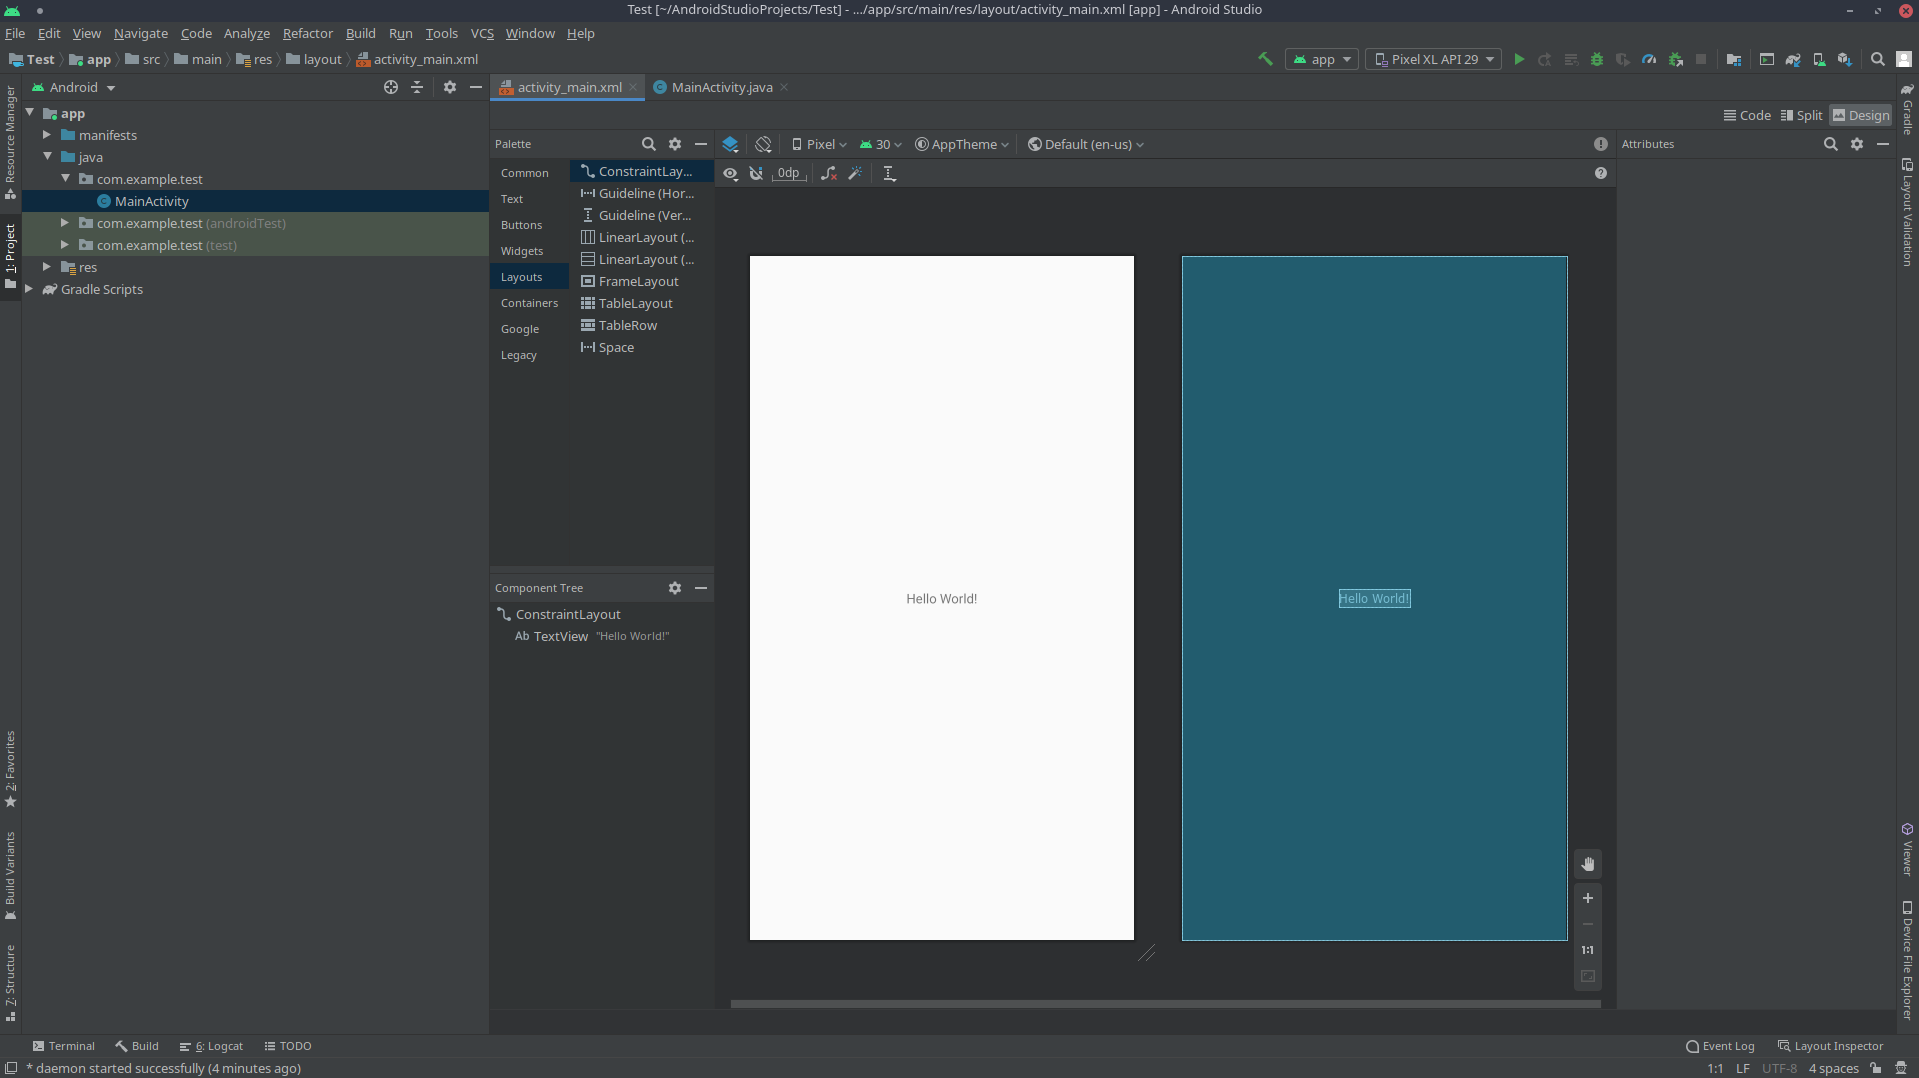 Test [~/AndroidStudioProjects/Test] - .../app/src/main/res/layout/activity_main.xml [app] - Android Studio
File Edit View Navigate Code Analyze Refactor Build Run Tools VCS Window Help
Test app src main res layout activity_main.xml
app Pixel XL API 29
Android
activity_main.xml MainActivity.java
Code Split Design
Resource Manager
1: Project
2: Favorites
Build Variants
7: Structure
app
manifests
java
com.example.test
MainActivity
com.example.test (androidTest)
com.example.test (test)
res
Gradle Scripts
Palette
Common
Text
Buttons
Widgets
Layouts
Containers
Google
Legacy
ConstraintLay...
Guideline (Hor...
Guideline (Ver...
LinearLayout (...
LinearLayout (...
FrameLayout
TableLayout
TableRow
Space
Component Tree
ConstraintLayout
Ab TextView "Hello World!"
Pixel 30 AppTheme Default (en-us)
0dp
Hello World!
Hello World!
1:1
Attributes
Gradle
Layout Validation
Viewer
Device File Explorer
Terminal Build 6: Logcat TODO
Event Log Layout Inspector
* daemon started successfully (4 minutes ago)
1:1 LF UTF-8 4 spaces